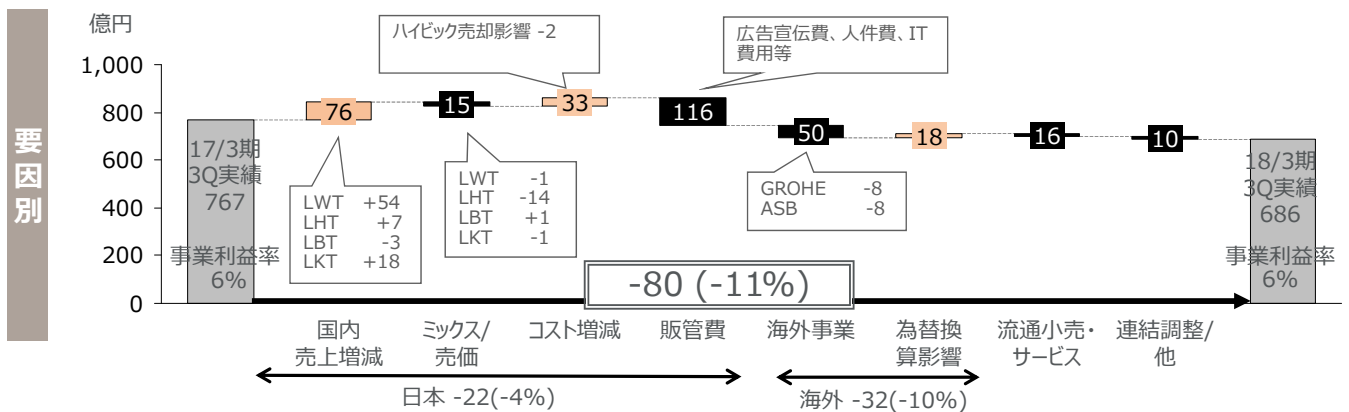 要因別
億円
1,000
800
600
400
200
0
17/3期
3Q実績
767
事業利益率
6%
76
LWT +54
LHT +7
LBT -3
LKT +18
15
LWT -1
LHT -14
LBT +1
LKT -1
ハイビック売却影響 -2
33
広告宣伝費、人件費、IT
費用等
116
50
GROHE -8
ASB -8
18
16
10
18/3期
3Q実績
686
事業利益率
6%
-80 (-11%)
国内
売上増減
ミックス/
売価
コスト増減
販管費
海外事業
為替換
算影響
流通小売・
サービス
連結調整/
他
日本 -22(-4%)
海外 -32(-10%)